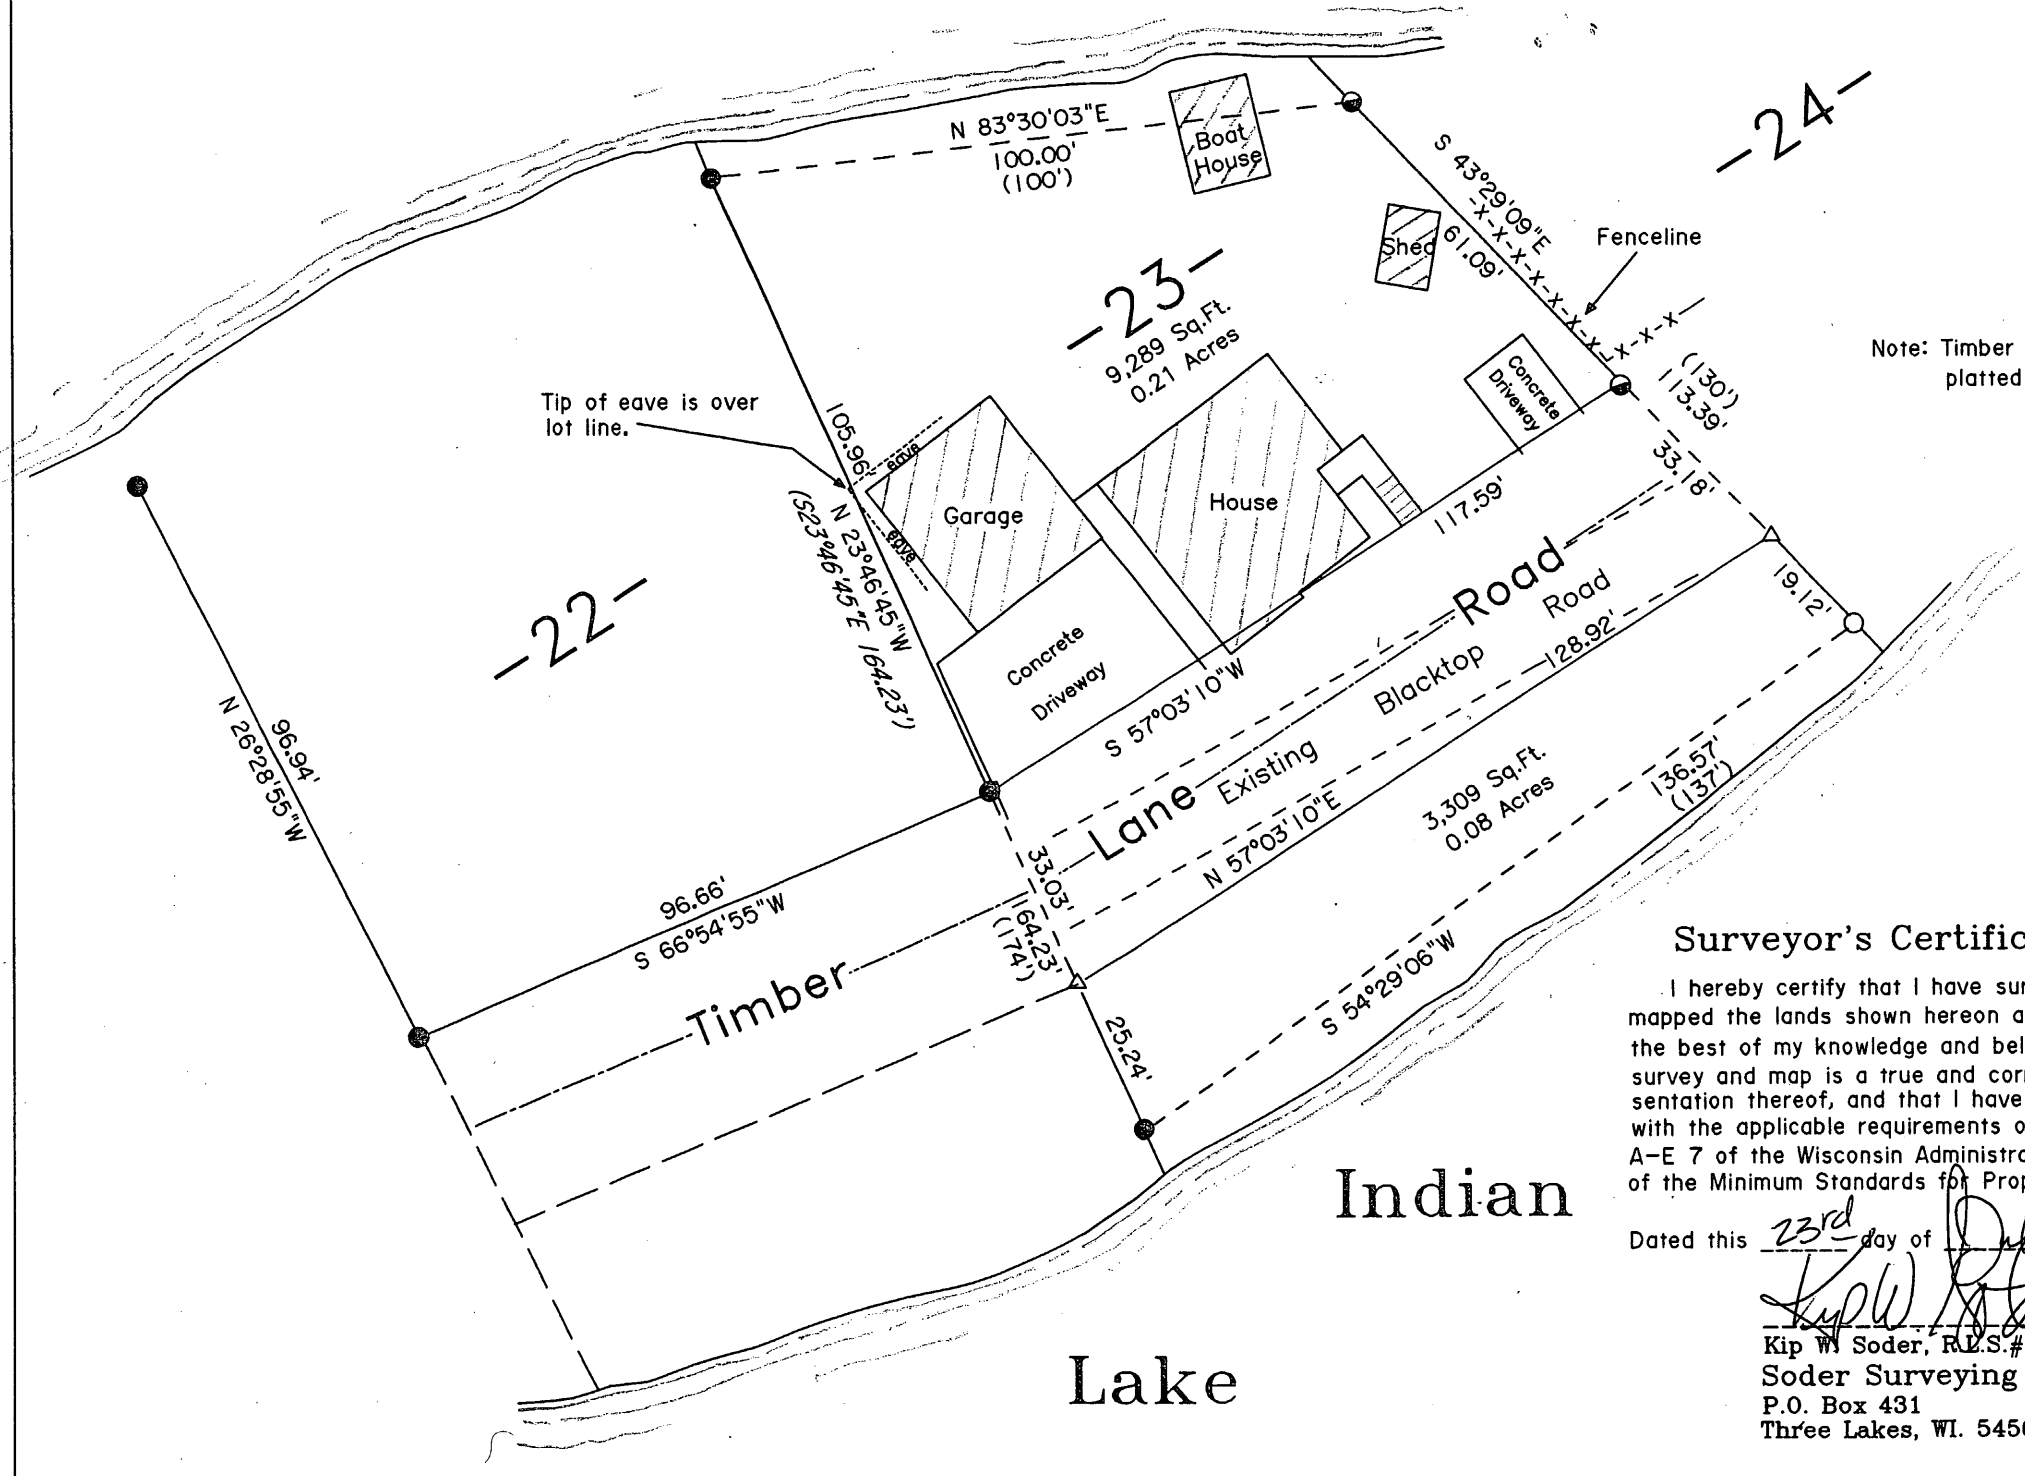 -24-
N 83°30'03"E
100.00'
(100')
Boat
House
S 43°29'09"E
-X-X-X-X-X-X-X-X-X-X
61.09'
Shed
Fenceline
-23-
9,289 Sq.Ft.
0.21 Acres
Concrete
Driveway
(130')
113.39'
33.18'
Note: Timber
platted
Tip of eave is over
lot line.
105.96'
eave
eave
Garage
House
117.59'
N 23°46'45"W
(S23°46'45"E 164.23')
-22-
Concrete
Driveway
S 57°03'10"W
Timber Lane Road
Existing Blacktop Road
128.92'
19.12'
N 57°03'10"E
3,309 Sq.Ft.
0.08 Acres
136.57'
(137')
S 54°29'06"W
96.94'
N 26°28'55"W
96.66'
S 66°54'55"W
33.03'
164.23'
(174')
25.24'
Indian
Lake
Surveyor's Certific
I hereby certify that I have sur
mapped the lands shown hereon a
the best of my knowledge and bel
survey and map is a true and corr
sentation thereof, and that I have
with the applicable requirements o
A-E 7 of the Wisconsin Administra
of the Minimum Standards for Prop
Dated this 23rd day of
Kip W
Kip W. Soder, R.L.S.#
Soder Surveying
P.O. Box 431
Three Lakes, WI. 545